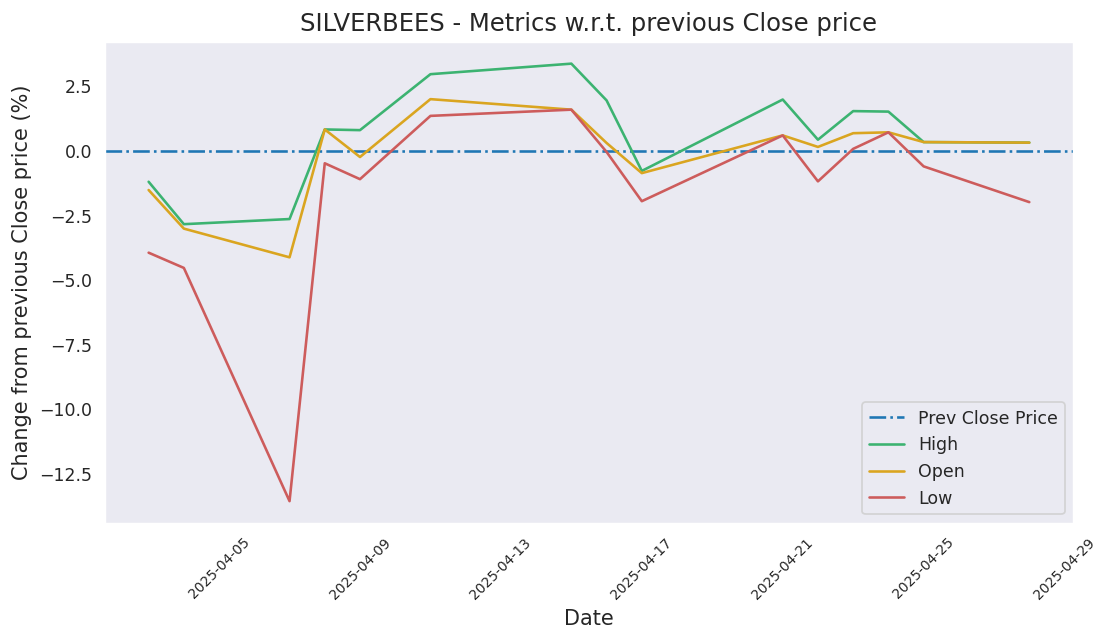 SILVERBEES - Metrics w.r.t. previous Close price
Change from previous Close price (%)
2.5
0.0
−2.5
−5.0
−7.5
−10.0
−12.5
Prev Close Price
High
Open
Low
2025-04-05
2025-04-09
2025-04-13
2025-04-17
2025-04-21
2025-04-25
2025-04-29
Date